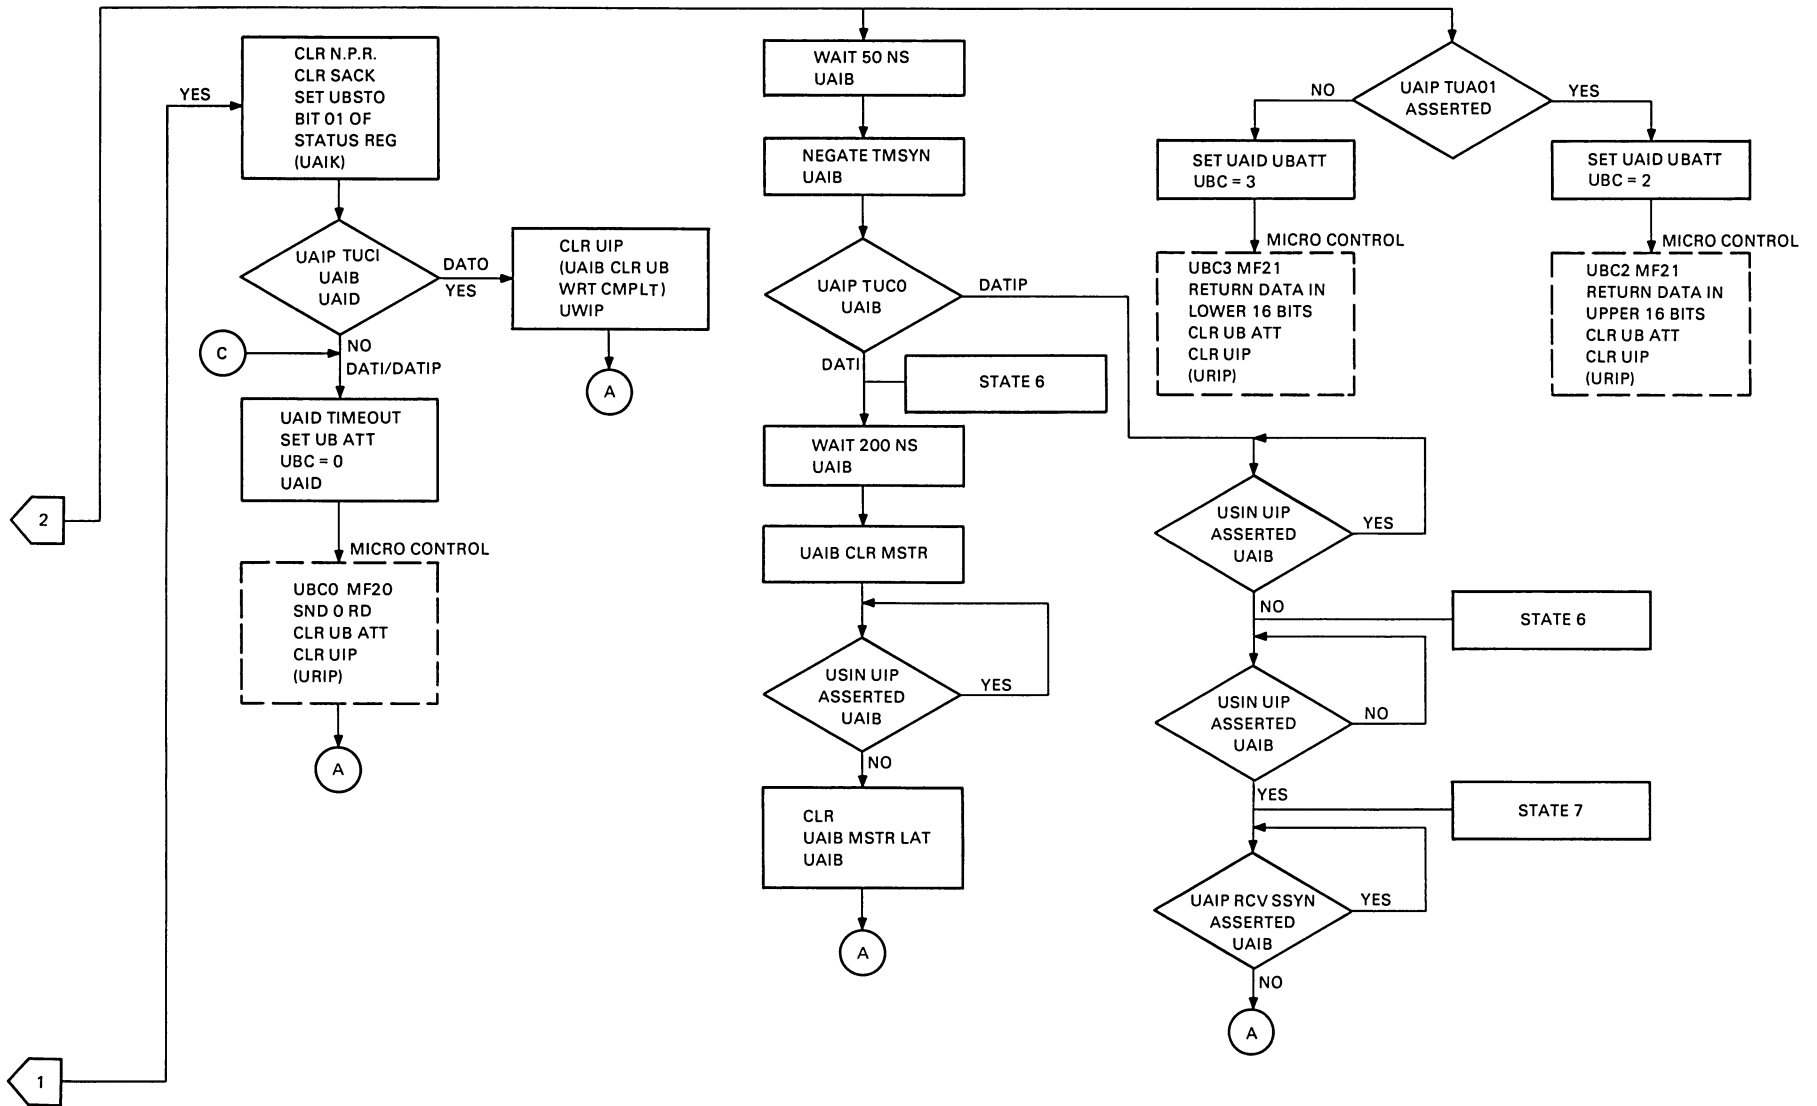 CLR N.P.R.
CLR SACK
SET UBSTO
BIT 01 OF
STATUS REG
(UAIK)
YES
UAIP TUCI
UAIB
UAID
DATO
YES
CLR UIP
(UAIB CLR UB
WRT CMPLT)
UWIP
A
C
NO
DATI/DATIP
UAID TIMEOUT
SET UB ATT
UBC = 0
UAID
MICRO CONTROL
UBC0 MF20
SND 0 RD
CLR UB ATT
CLR UIP
(URIP)
A
2
1
WAIT 50 NS
UAIB
NEGATE TMSYN
UAIB
UAIP TUC0
UAIB
DATIP
DATI
STATE 6
WAIT 200 NS
UAIB
UAIB CLR MSTR
USIN UIP
ASSERTED
UAIB
YES
NO
CLR
UAIB MSTR LAT
UAIB
A
UAIP TUA01
ASSERTED
NO
YES
SET UAID UBATT
UBC = 3
MICRO CONTROL
UBC3 MF21
RETURN DATA IN
LOWER 16 BITS
CLR UB ATT
CLR UIP
(URIP)
SET UAID UBATT
UBC = 2
MICRO CONTROL
UBC2 MF21
RETURN DATA IN
UPPER 16 BITS
CLR UB ATT
CLR UIP
(URIP)
USIN UIP
ASSERTED
UAIB
YES
NO
STATE 6
USIN UIP
ASSERTED
UAIB
NO
YES
STATE 7
UAIP RCV SSYN
ASSERTED
UAIB
YES
NO
A